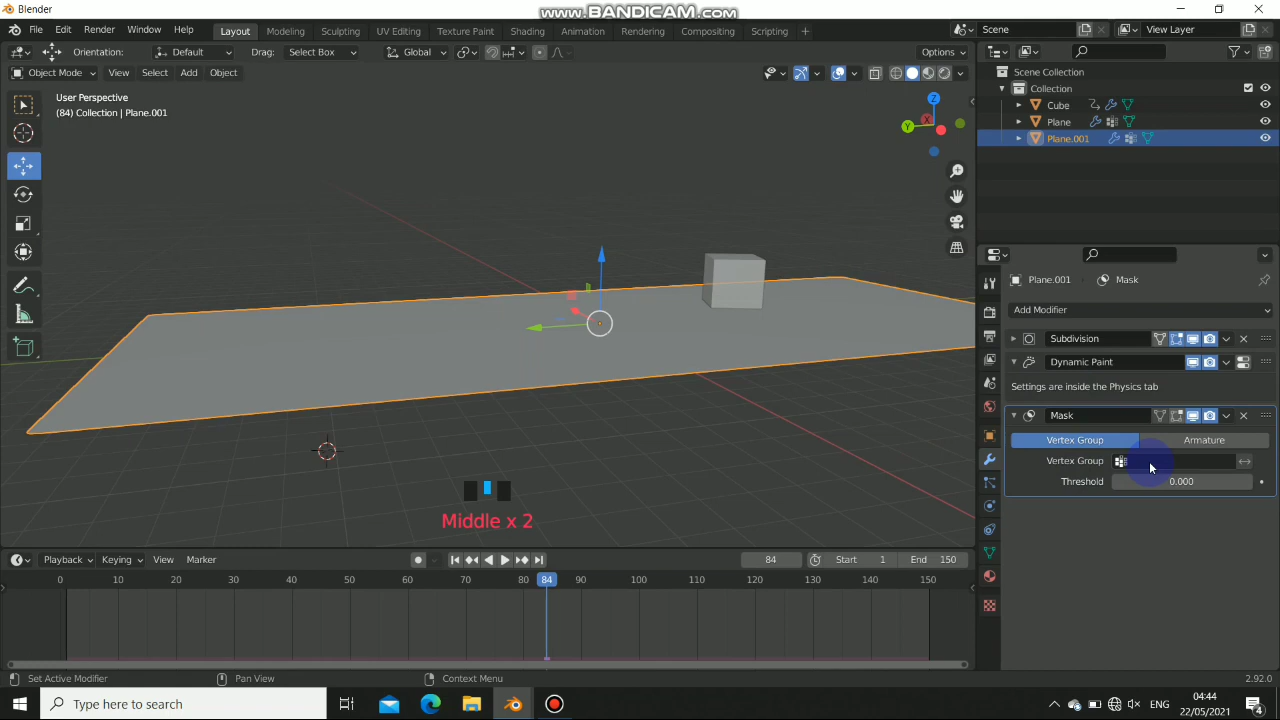 www.BANDICAM.com
Blender
File Edit Render Window Help Layout Modeling Sculpting UV Editing Texture Paint Shading Animation Rendering Compositing Scripting + Scene View Layer
Orientation: Default Drag: Select Box Global Options
Object Mode View Select Add Object
User Perspective
(84) Collection | Plane.001
Z
Y
X
Scene Collection
Collection
Cube
Plane
Plane.001
Plane.001 Mask
Add Modifier
Subdivision
Dynamic Paint
Settings are inside the Physics tab
Mask
Vertex Group Armature
Vertex Group
Threshold 0.000
Middle x 2
Playback Keying View Marker 84 Start 1 End 150
0 10 20 30 40 50 60 70 84 90 100 110 120 130 140 150
Set Active Modifier Pan View Context Menu 2.92.0
Type here to search
ENG
04:44
22/05/2021
4